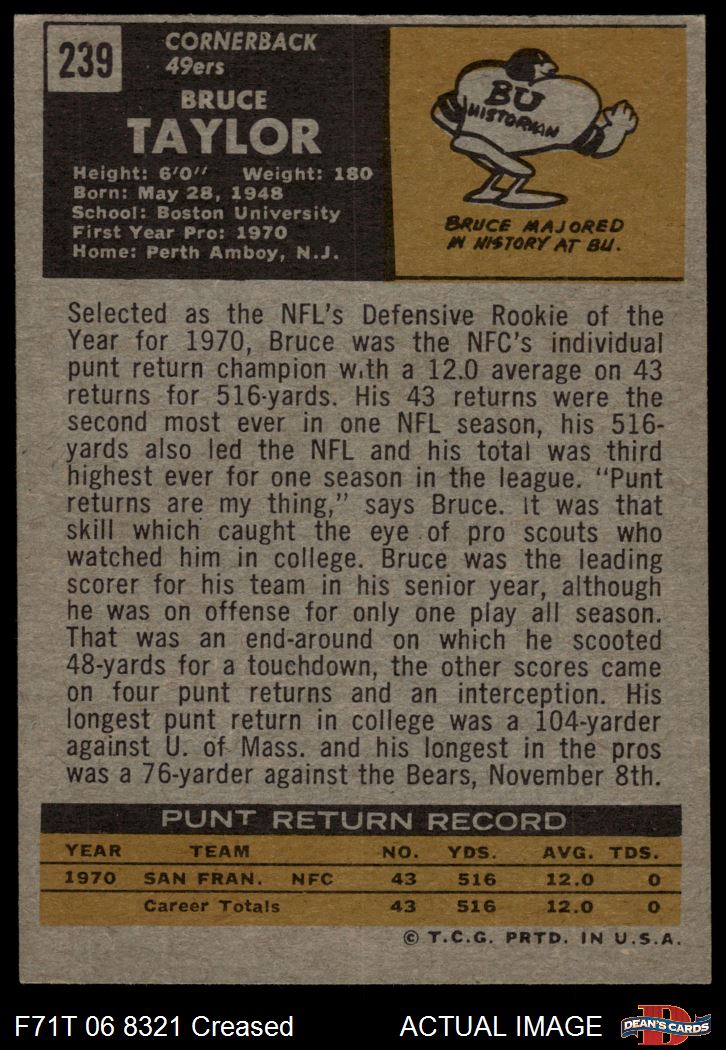 239
CORNERBACK
49ers
BRUCE
TAYLOR
Height: 6'0" Weight: 180
Born: May 28, 1948
School: Boston University
First Year Pro: 1970
Home: Perth Amboy, N.J.
BU
HISTORIAN
BRUCE MAJORED
IN HISTORY AT BU.
Selected as the NFL's Defensive Rookie of the
Year for 1970, Bruce was the NFC's individual
punt return champion with a 12.0 average on 43
returns for 516-yards. His 43 returns were the
second most ever in one NFL season, his 516-
yards also led the NFL and his total was third
highest ever for one season in the league. "Punt
returns are my thing," says Bruce. It was that
skill which caught the eye of pro scouts who
watched him in college. Bruce was the leading
scorer for his team in his senior year, although
he was on offense for only one play all season.
That was an end-around on which he scooted
48-yards for a touchdown, the other scores came
on four punt returns and an interception. His
longest punt return in college was a 104-yarder
against U. of Mass. and his longest in the pros
was a 76-yarder against the Bears, November 8th.
PUNT RETURN RECORD
YEAR TEAM NO. YDS. AVG. TDS.
1970 SAN FRAN. NFC 43 516 12.0 0
Career Totals 43 516 12.0 0
© T.C.G. PRTD. IN U.S.A.
F71T 06 8321 Creased ACTUAL IMAGE
DEAN'S CARDS